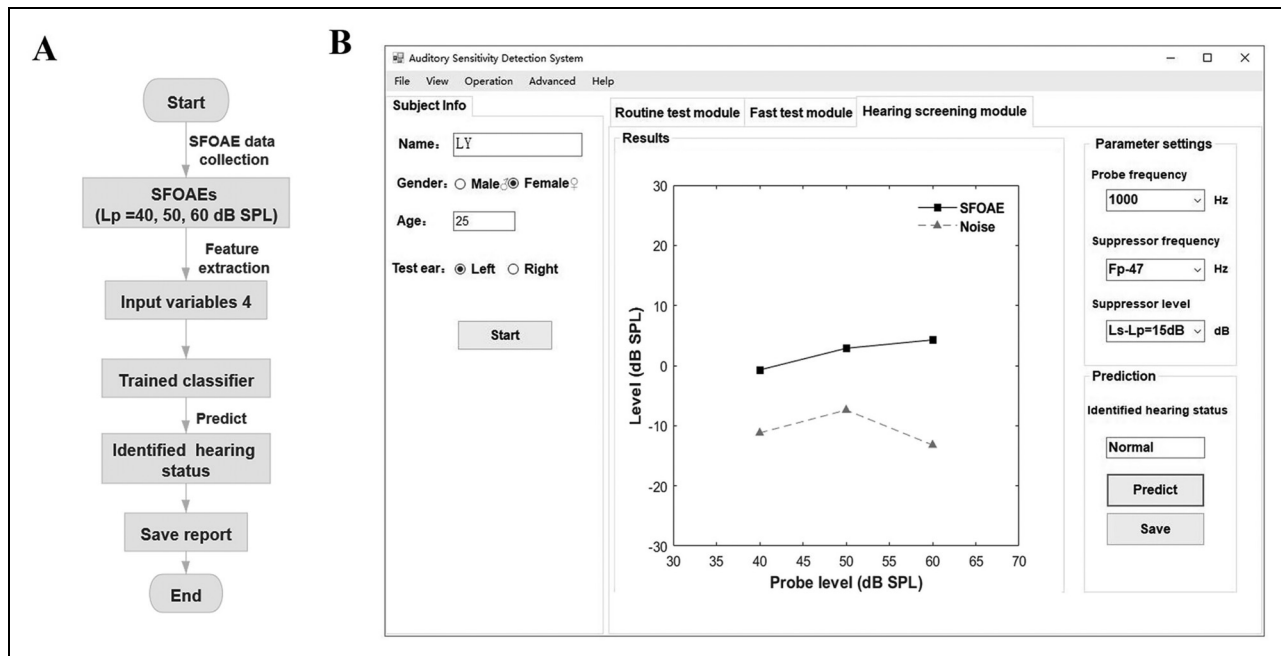 A
Start
SFOAE data
collection
SFOAEs
(Lp =40, 50, 60 dB SPL)
Feature
extraction
Input variables 4
Trained classifier
Predict
Identified hearing
status
Save report
End
B
Auditory Sensitivity Detection System
File View Operation Advanced Help
Subject Info
Name: LY
Gender: Male♂ Female♀
Age: 25
Test ear: Left Right
Start
Routine test module Fast test module Hearing screening module
Results
SFOAE
Noise
30
20
10
0
-10
-20
-30
Level (dB SPL)
30 35 40 45 50 55 60 65 70
Probe level (dB SPL)
Parameter settings
Probe frequency
1000 Hz
Suppressor frequency
Fp-47 Hz
Suppressor level
Ls-Lp=15dB dB
Prediction
Identified hearing status
Normal
Predict
Save